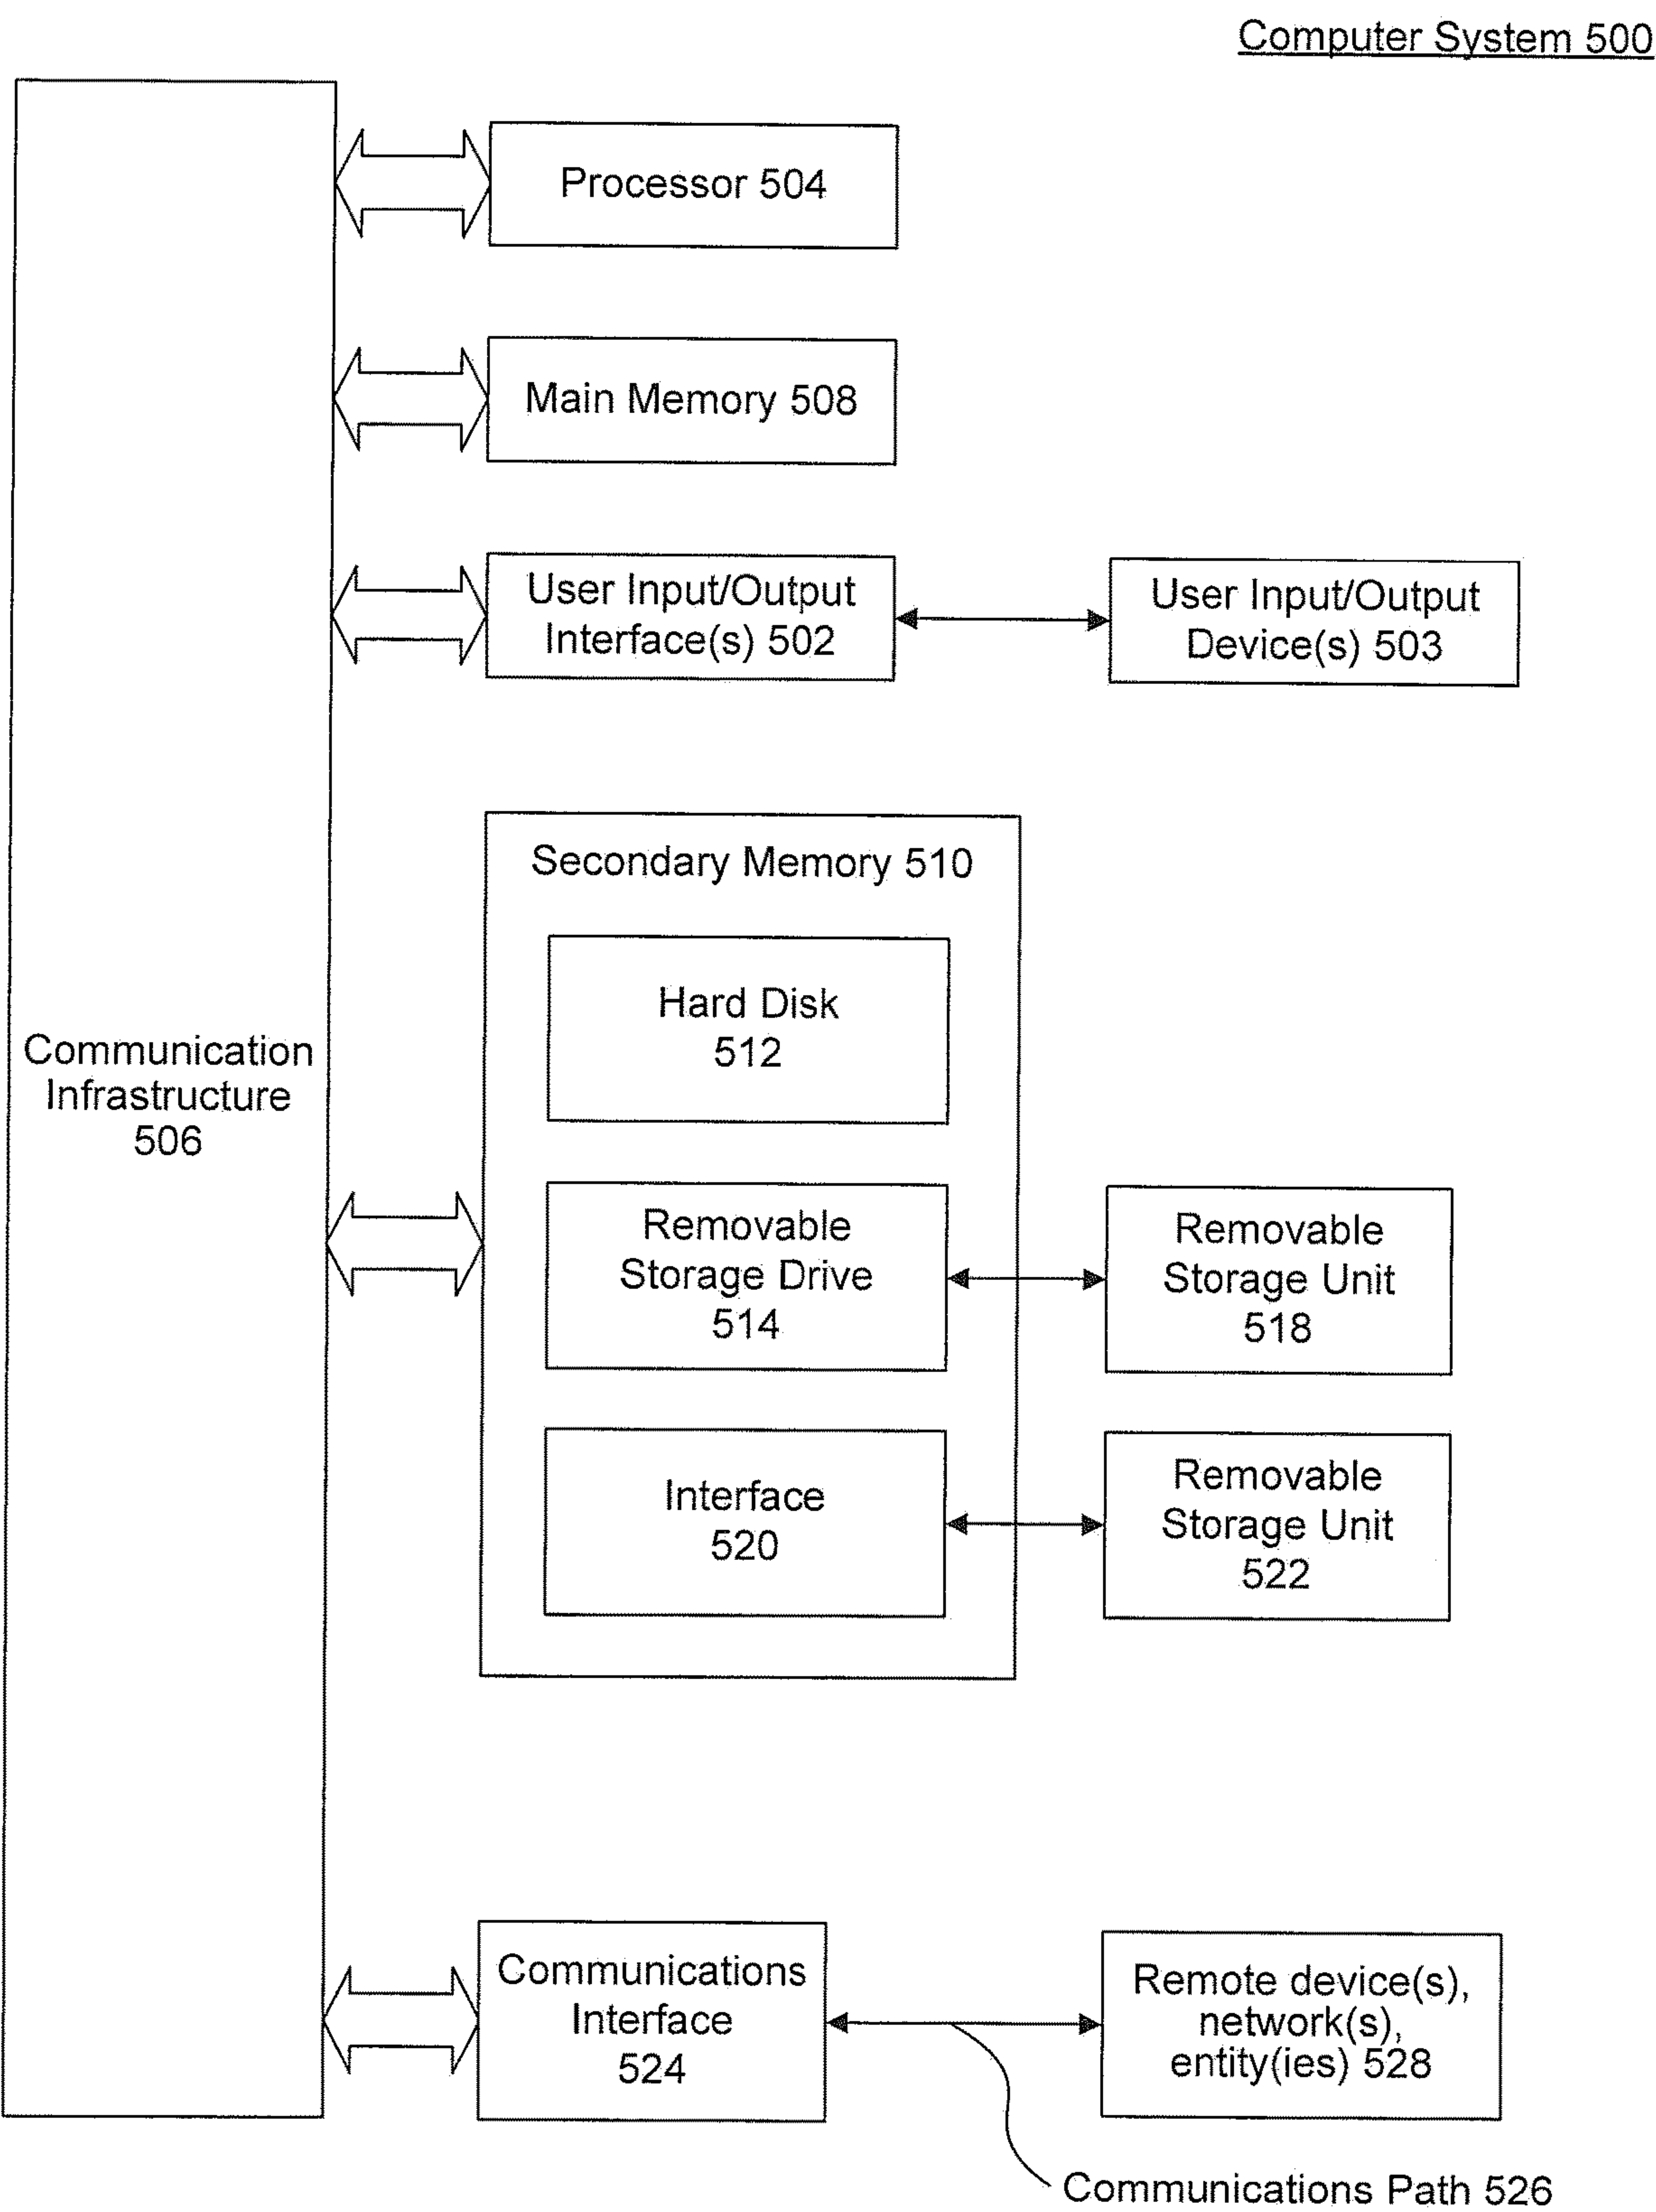 Computer System 500
Processor 504
Main Memory 508
User Input/Output
Interface(s) 502
User Input/Output
Device(s) 503
Secondary Memory 510
Hard Disk
512
Communication
Infrastructure
506
Removable
Storage Drive
514
Removable
Storage Unit
518
Interface
520
Removable
Storage Unit
522
Communications
Interface
524
Remote device(s),
network(s),
entity(ies) 528
Communications Path 526